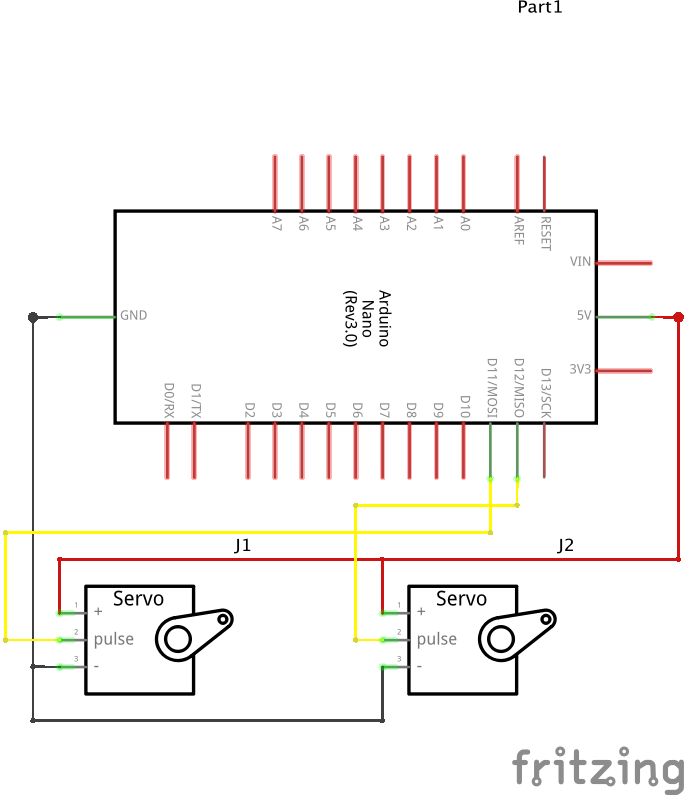 Part1
A7
A6
A5
A4
A3
A2
A1
A0
AREF
RESET
VIN
GND
5V
3V3
Arduino
Nano
(Rev3.0)
D0/RX
D1/TX
D2
D3
D4
D5
D6
D7
D8
D9
D10
D11/MOSI
D12/MISO
D13/SCK
J1
J2
Servo
1
+
2
pulse
3
-
Servo
1
+
2
pulse
3
-
fritzing